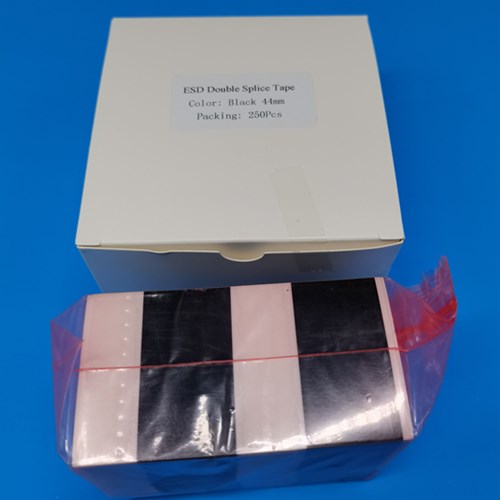 ESD Double Splice Tape
Color: Black 44mm
Packing: 250Pcs